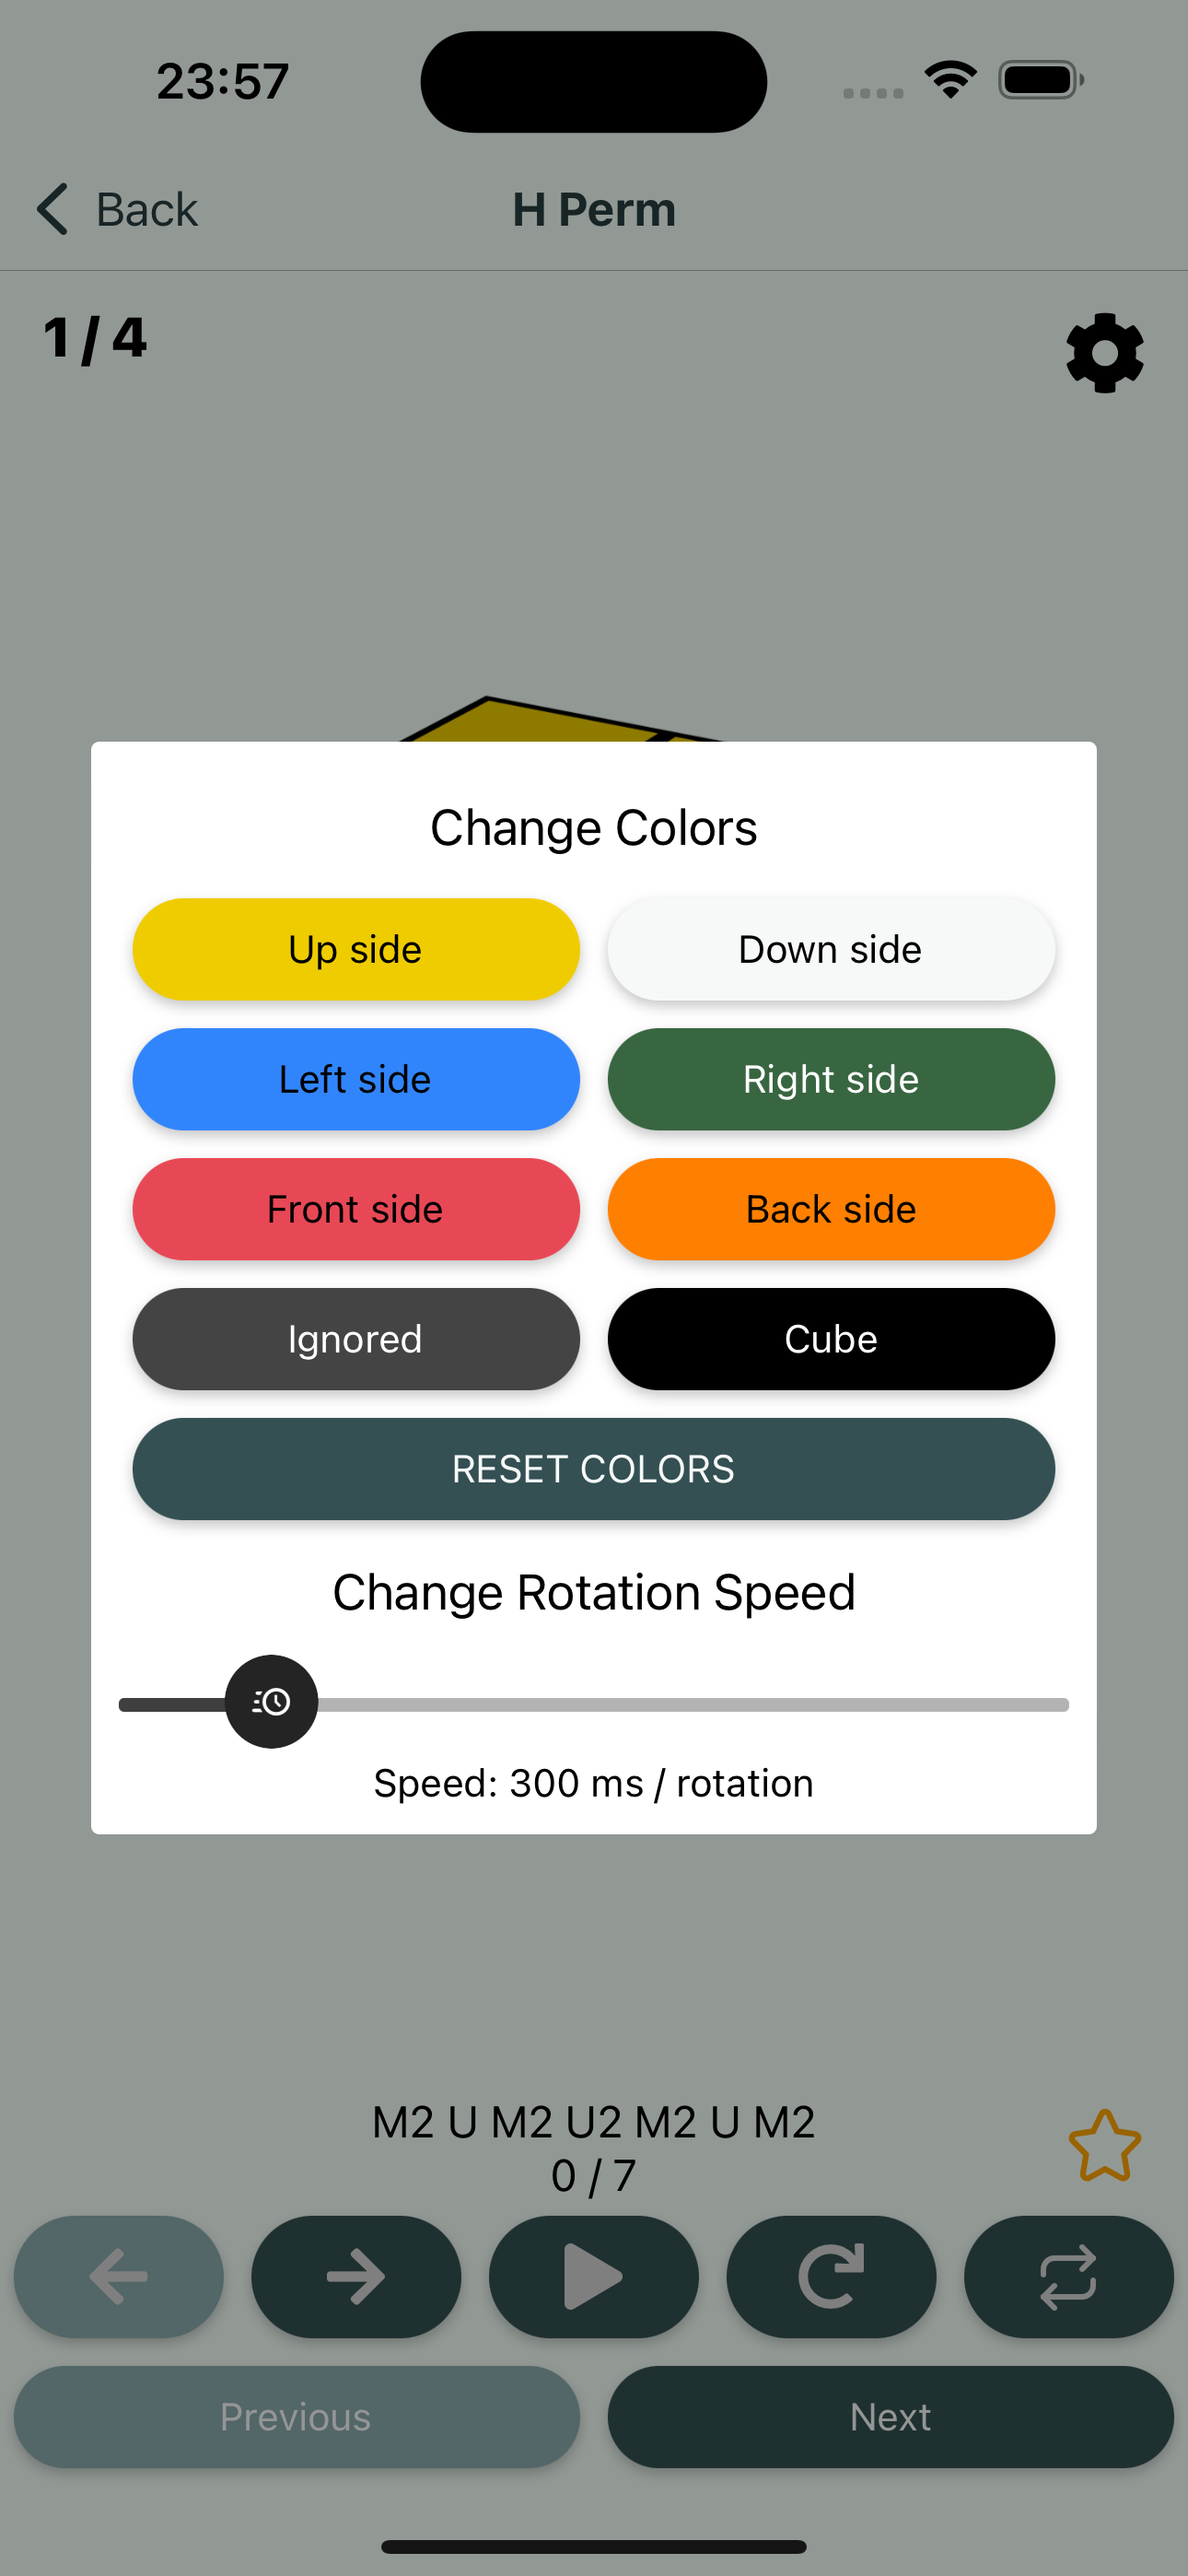 23:57
Back
H Perm
1 / 4
Change Colors
Up side
Down side
Left side
Right side
Front side
Back side
Ignored
Cube
RESET COLORS
Change Rotation Speed
Speed: 300 ms / rotation
M2 U M2 U2 M2 U M2
0 / 7
Previous
Next